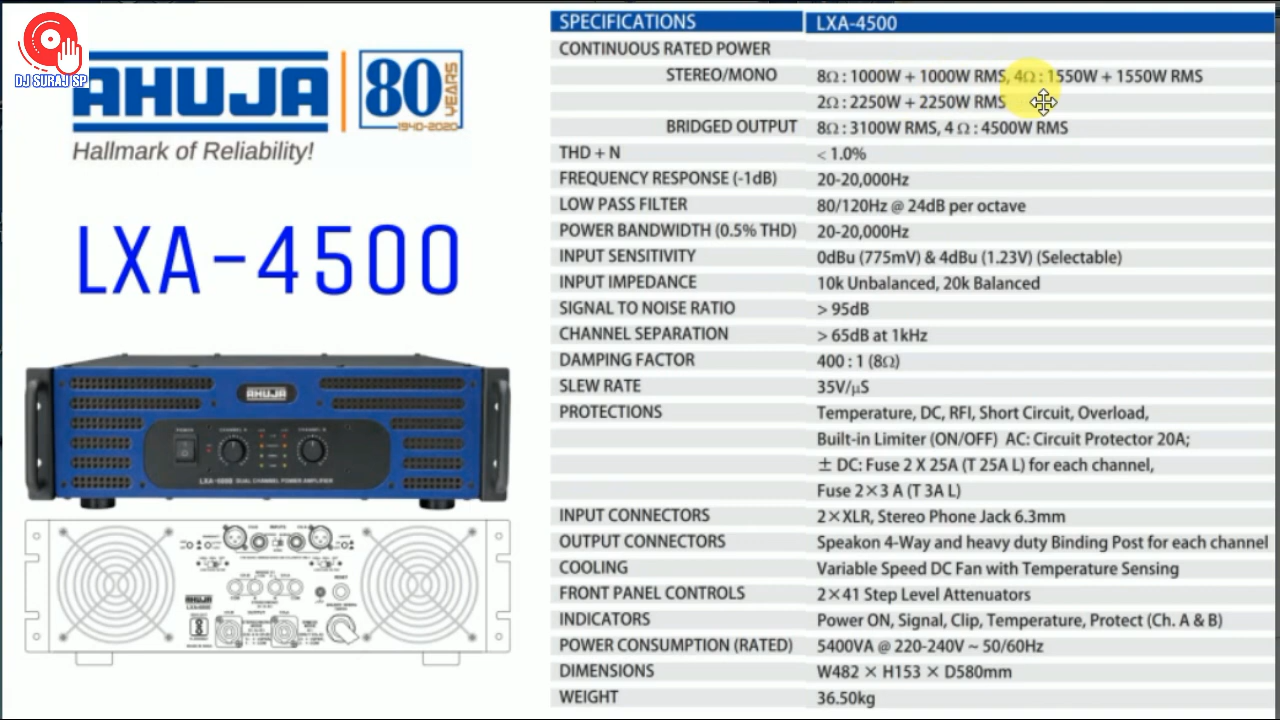 DJ SURAJ SP
AHUJA
80 YEARS
1940-2020
Hallmark of Reliability!
LXA-4500
AHUJA
SPECIFICATIONS LXA-4500
CONTINUOUS RATED POWER
STEREO/MONO 8Ω : 1000W + 1000W RMS, 4Ω : 1550W + 1550W RMS
2Ω : 2250W + 2250W RMS
BRIDGED OUTPUT 8Ω : 3100W RMS, 4 Ω : 4500W RMS
THD + N < 1.0%
FREQUENCY RESPONSE (-1dB) 20-20,000Hz
LOW PASS FILTER 80/120Hz @ 24dB per octave
POWER BANDWIDTH (0.5% THD) 20-20,000Hz
INPUT SENSITIVITY 0dBu (775mV) & 4dBu (1.23V) (Selectable)
INPUT IMPEDANCE 10k Unbalanced, 20k Balanced
SIGNAL TO NOISE RATIO > 95dB
CHANNEL SEPARATION > 65dB at 1kHz
DAMPING FACTOR 400 : 1 (8Ω)
SLEW RATE 35V/μS
PROTECTIONS Temperature, DC, RFI, Short Circuit, Overload,
Built-in Limiter (ON/OFF) AC: Circuit Protector 20A;
± DC: Fuse 2 X 25A (T 25A L) for each channel,
Fuse 2×3 A (T 3A L)
INPUT CONNECTORS 2×XLR, Stereo Phone Jack 6.3mm
OUTPUT CONNECTORS Speakon 4-Way and heavy duty Binding Post for each channel
COOLING Variable Speed DC Fan with Temperature Sensing
FRONT PANEL CONTROLS 2×41 Step Level Attenuators
INDICATORS Power ON, Signal, Clip, Temperature, Protect (Ch. A & B)
POWER CONSUMPTION (RATED) 5400VA @ 220-240V ~ 50/60Hz
DIMENSIONS W482 × H153 × D580mm
WEIGHT 36.50kg